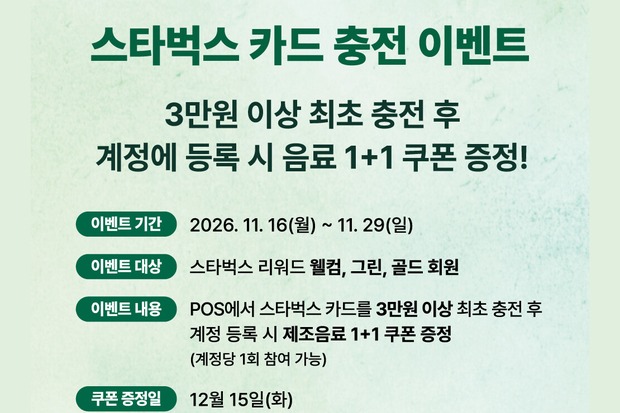 스타벅스 카드 충전 이벤트
3만원 이상 최초 충전 후
계정에 등록 시 음료 1+1 쿠폰 증정!
이벤트 기간 2026. 11. 16(월) ~ 11. 29(일)
이벤트 대상 스타벅스 리워드 웰컴, 그린, 골드 회원
이벤트 내용 POS에서 스타벅스 카드를 3만원 이상 최초 충전 후
계정 등록 시 제조음료 1+1 쿠폰 증정
(계정당 1회 참여 가능)
쿠폰 증정일 12월 15일(화)